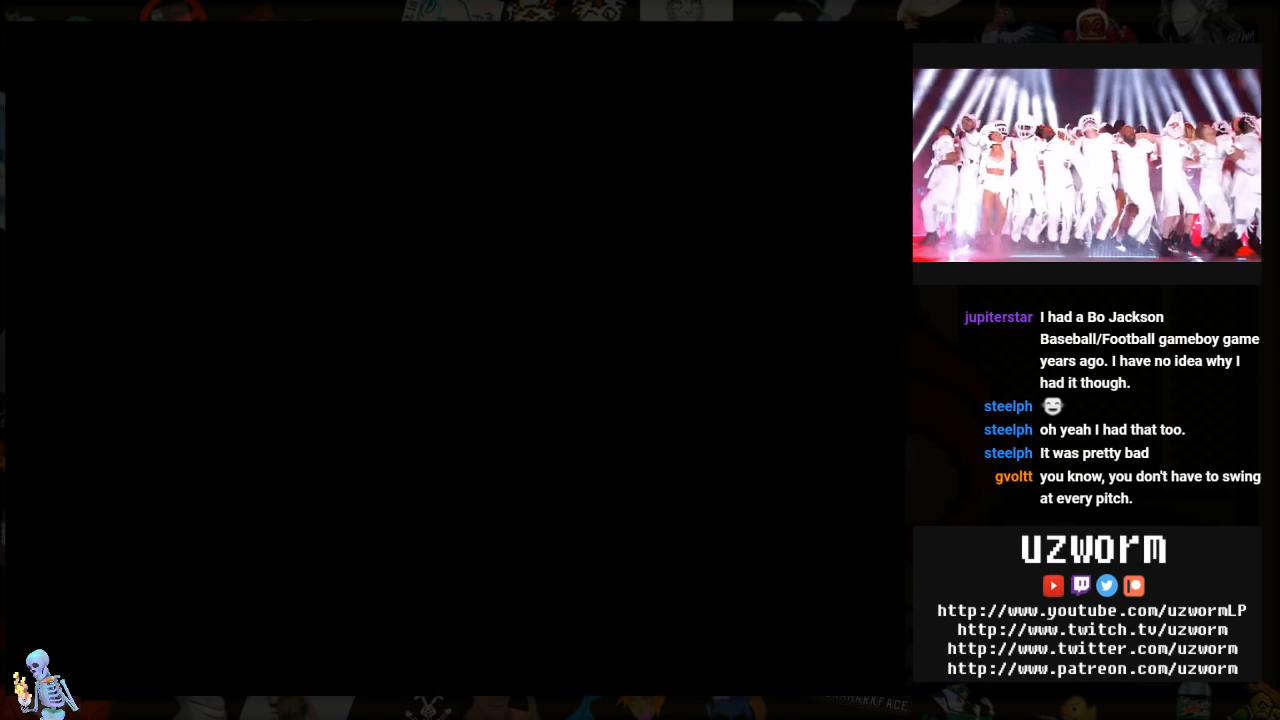 jupiterstar I had a Bo Jackson
Baseball/Football gameboy game
years ago. I have no idea why I
had it though.
steelph
steelph oh yeah I had that too.
steelph It was pretty bad
gvoltt you know, you don't have to swing
at every pitch.
uzworm
http://www.youtube.com/uzwormLP
http://www.twitch.tv/uzworm
http://www.twitter.com/uzworm
http://www.patreon.com/uzworm